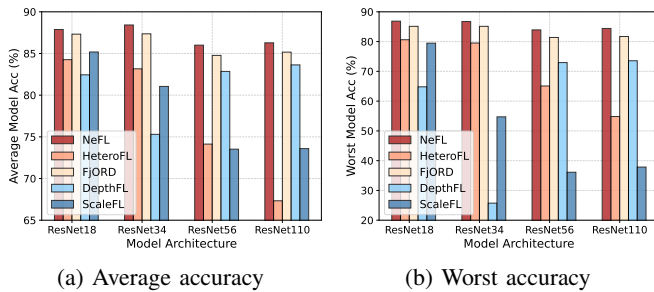 Average Model Acc (%)
90
85
80
75
70
65
NeFL
HeteroFL
FjORD
DepthFL
ScaleFL
ResNet18 ResNet34 ResNet56 ResNet110
Model Architecture
(a) Average accuracy
Worst Model Acc (%)
90
80
70
60
50
40
30
20
NeFL
HeteroFL
FjORD
DepthFL
ScaleFL
ResNet18 ResNet34 ResNet56 ResNet110
Model Architecture
(b) Worst accuracy